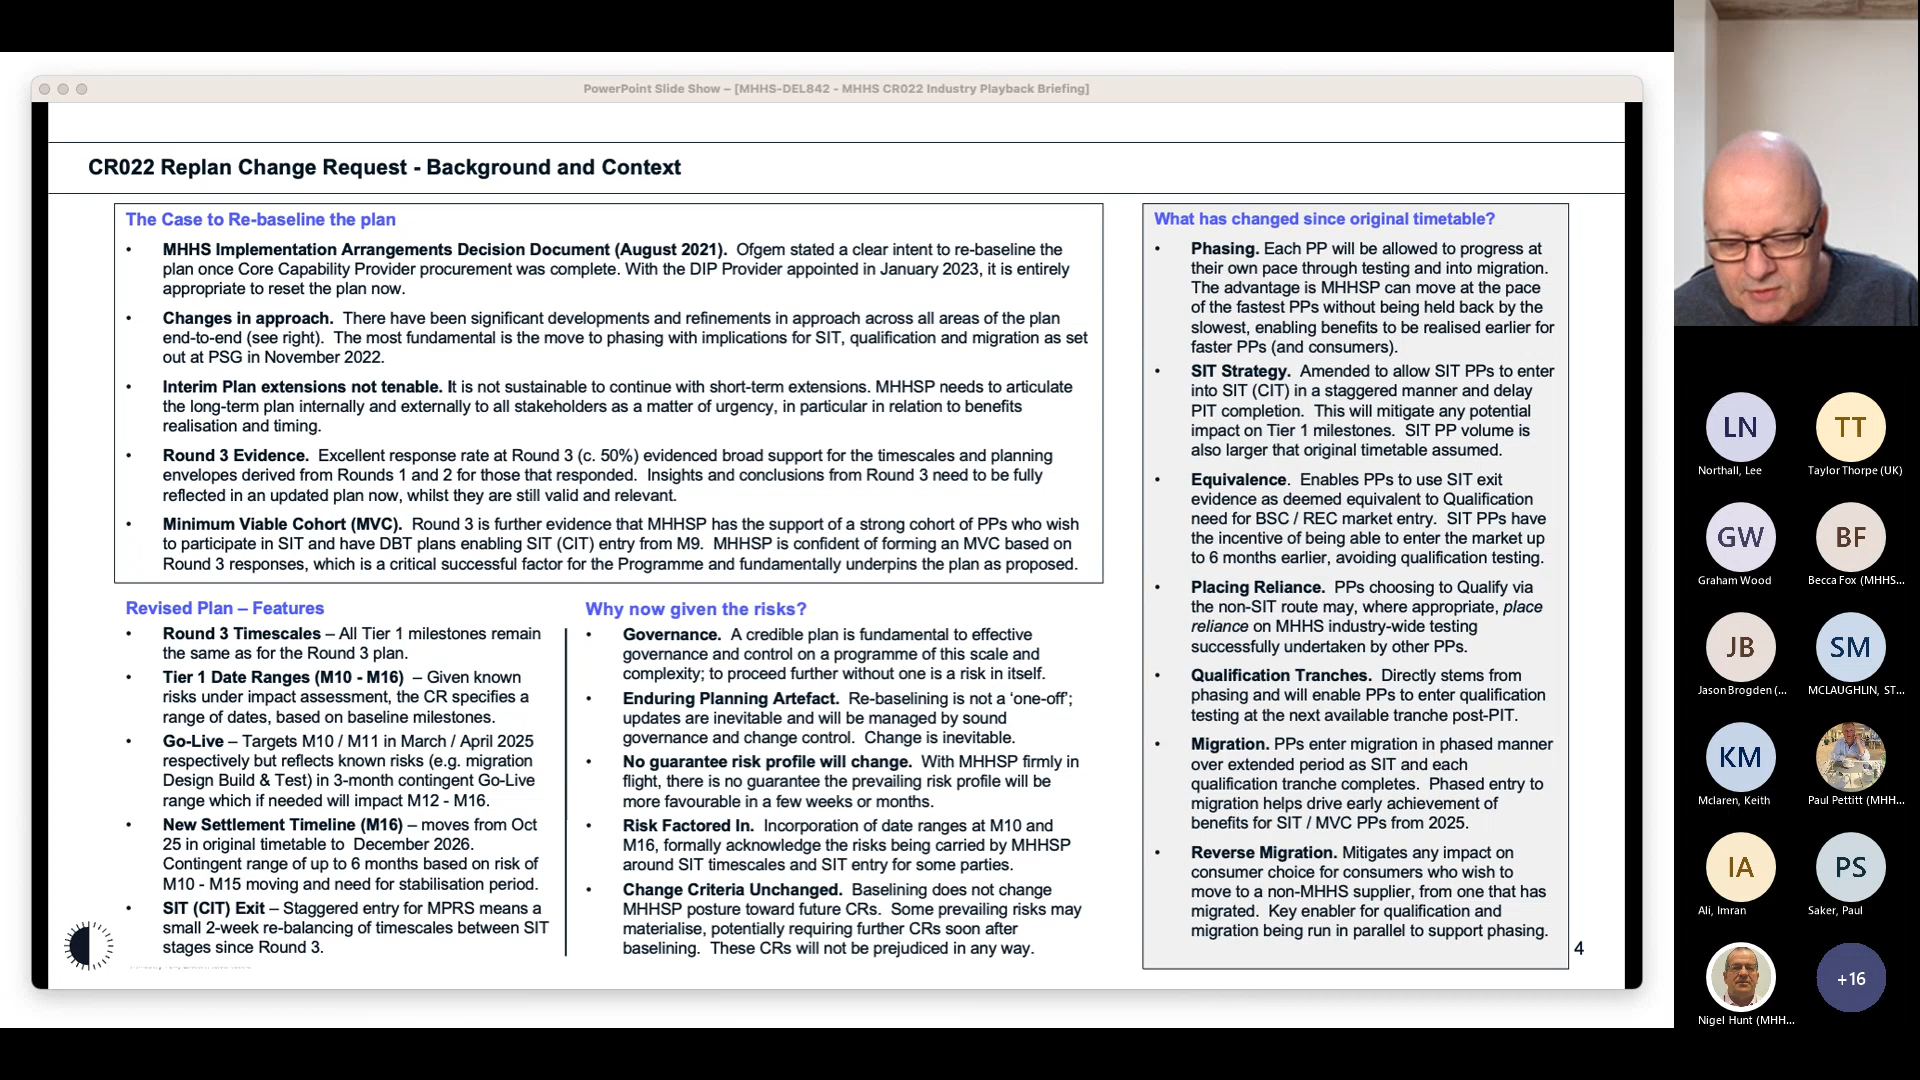 PowerPoint Slide Show – [MHHS-DEL842 - MHHS CR022 Industry Playback Briefing]
CR022 Replan Change Request - Background and Context
The Case to Re-baseline the plan
• MHHS Implementation Arrangements Decision Document (August 2021). Ofgem stated a clear intent to re-baseline the
plan once Core Capability Provider procurement was complete. With the DIP Provider appointed in January 2023, it is entirely
appropriate to reset the plan now.
• Changes in approach. There have been significant developments and refinements in approach across all areas of the plan
end-to-end (see right). The most fundamental is the move to phasing with implications for SIT, qualification and migration as set
out at PSG in November 2022.
• Interim Plan extensions not tenable. It is not sustainable to continue with short-term extensions. MHHSP needs to articulate
the long-term plan internally and externally to all stakeholders as a matter of urgency, in particular in relation to benefits
realisation and timing.
• Round 3 Evidence. Excellent response rate at Round 3 (c. 50%) evidenced broad support for the timescales and planning
envelopes derived from Rounds 1 and 2 for those that responded. Insights and conclusions from Round 3 need to be fully
reflected in an updated plan now, whilst they are still valid and relevant.
• Minimum Viable Cohort (MVC). Round 3 is further evidence that MHHSP has the support of a strong cohort of PPs who wish
to participate in SIT and have DBT plans enabling SIT (CIT) entry from M9. MHHSP is confident of forming an MVC based on
Round 3 responses, which is a critical successful factor for the Programme and fundamentally underpins the plan as proposed.
Revised Plan – Features
• Round 3 Timescales – All Tier 1 milestones remain
the same as for the Round 3 plan.
• Tier 1 Date Ranges (M10 - M16) – Given known
risks under impact assessment, the CR specifies a
range of dates, based on baseline milestones.
• Go-Live – Targets M10 / M11 in March / April 2025
respectively but reflects known risks (e.g. migration
Design Build & Test) in 3-month contingent Go-Live
range which if needed will impact M12 - M16.
• New Settlement Timeline (M16) – moves from Oct
25 in original timetable to December 2026.
Contingent range of up to 6 months based on risk of
M10 - M15 moving and need for stabilisation period.
• SIT (CIT) Exit – Staggered entry for MPRS means a
small 2-week re-balancing of timescales between SIT
stages since Round 3.
Why now given the risks?
• Governance. A credible plan is fundamental to effective
governance and control on a programme of this scale and
complexity; to proceed further without one is a risk in itself.
• Enduring Planning Artefact. Re-baselining is not a ‘one-off’;
updates are inevitable and will be managed by sound
governance and change control. Change is inevitable.
• No guarantee risk profile will change. With MHHSP firmly in
flight, there is no guarantee the prevailing risk profile will be
more favourable in a few weeks or months.
• Risk Factored In. Incorporation of date ranges at M10 and
M16, formally acknowledge the risks being carried by MHHSP
around SIT timescales and SIT entry for some parties.
• Change Criteria Unchanged. Baselining does not change
MHHSP posture toward future CRs. Some prevailing risks may
materialise, potentially requiring further CRs soon after
baselining. These CRs will not be prejudiced in any way.
What has changed since original timetable?
• Phasing. Each PP will be allowed to progress at
their own pace through testing and into migration.
The advantage is MHHSP can move at the pace
of the fastest PPs without being held back by the
slowest, enabling benefits to be realised earlier for
faster PPs (and consumers).
• SIT Strategy. Amended to allow SIT PPs to enter
into SIT (CIT) in a staggered manner and delay
PIT completion. This will mitigate any potential
impact on Tier 1 milestones. SIT PP volume is
also larger that original timetable assumed.
• Equivalence. Enables PPs to use SIT exit
evidence as deemed equivalent to Qualification
need for BSC / REC market entry. SIT PPs have
the incentive of being able to enter the market up
to 6 months earlier, avoiding qualification testing.
• Placing Reliance. PPs choosing to Qualify via
the non-SIT route may, where appropriate, place
reliance on MHHS industry-wide testing
successfully undertaken by other PPs.
• Qualification Tranches. Directly stems from
phasing and will enable PPs to enter qualification
testing at the next available tranche post-PIT.
• Migration. PPs enter migration in phased manner
over extended period as SIT and each
qualification tranche completes. Phased entry to
migration helps drive early achievement of
benefits for SIT / MVC PPs from 2025.
• Reverse Migration. Mitigates any impact on
consumer choice for consumers who wish to
move to a non-MHHS supplier, from one that has
migrated. Key enabler for qualification and
migration being run in parallel to support phasing.
4
LN
Northall, Lee
TT
Taylor Thorpe (UK)
GW
Graham Wood
BF
Becca Fox (MHHS...
JB
Jason Brogden (...
SM
MCLAUGHLIN, ST...
KM
Mclaren, Keith
Paul Pettitt (MHH...
IA
Ali, Imran
PS
Saker, Paul
Nigel Hunt (MHH...
+16